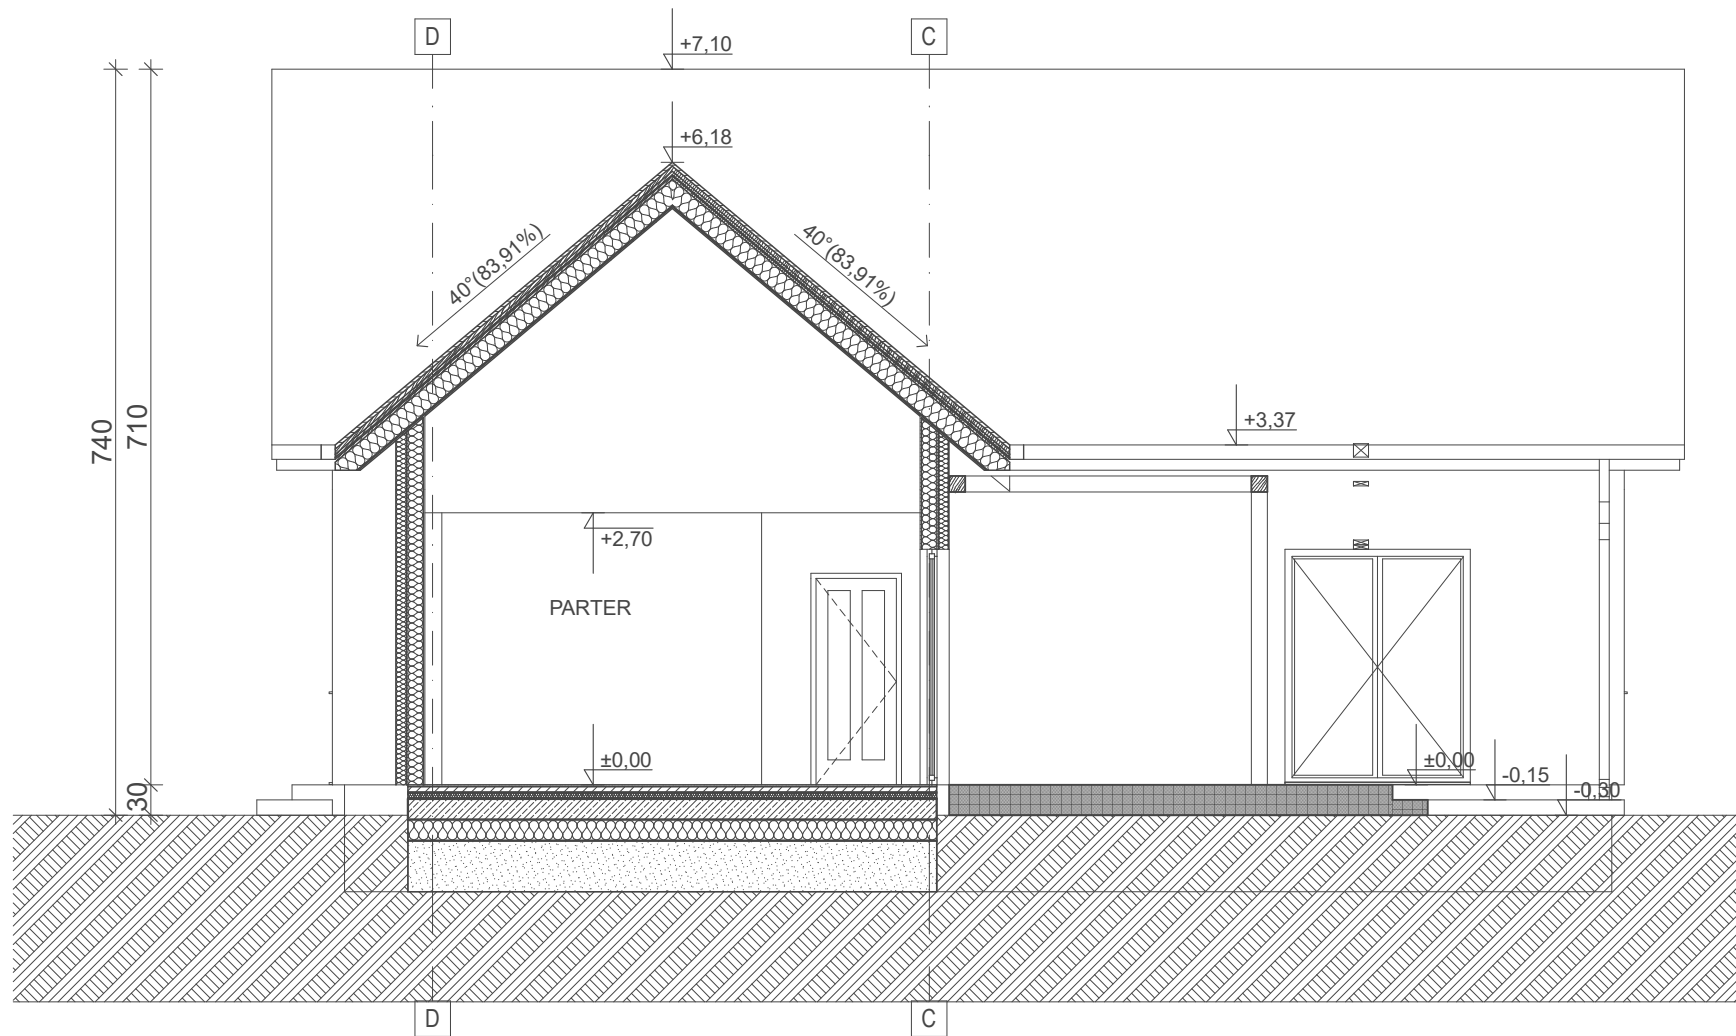 D
C
+7,10
+6,18
40°(83,91%)
40°(83,91%)
740
710
+3,37
+2,70
PARTER
±0,00
±0,00
-0,15
-0,30
30
D
C